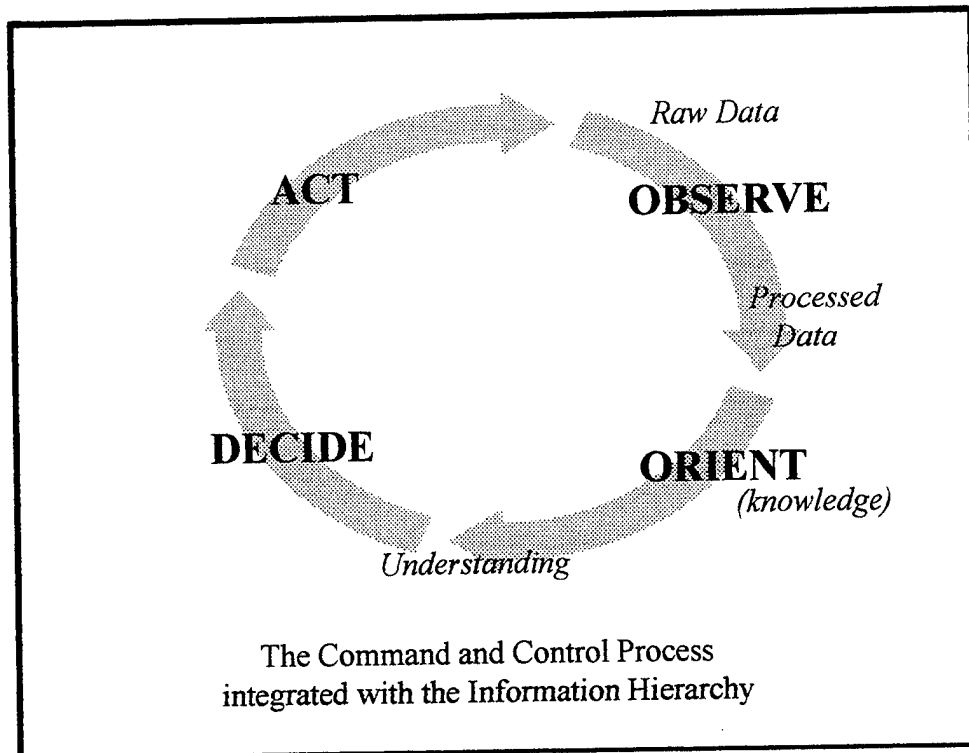 Raw Data
ACT
OBSERVE
Processed
Data
DECIDE
ORIENT
(knowledge)
Understanding
The Command and Control Process
integrated with the Information Hierarchy